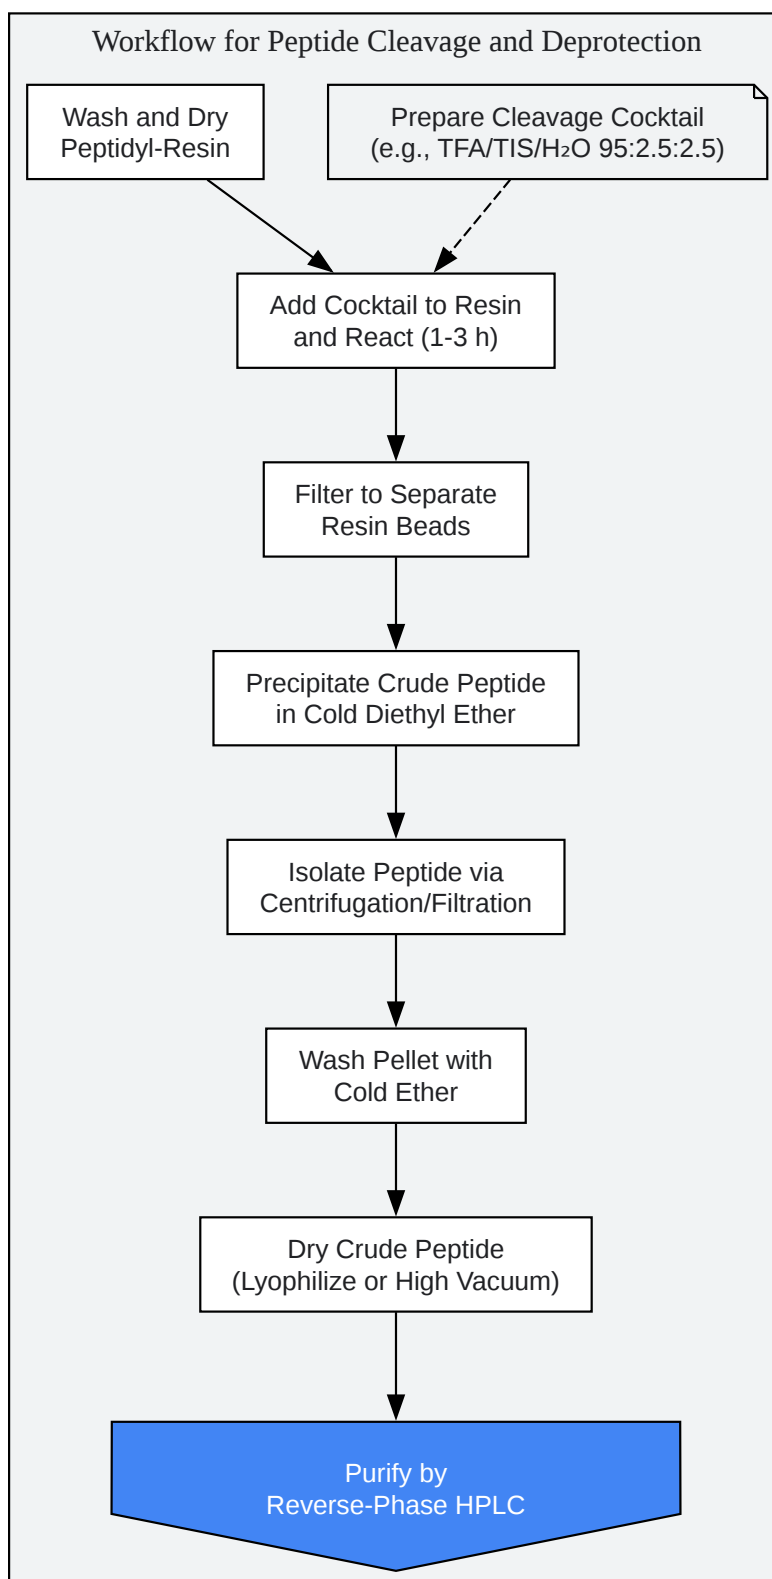 Workflow for Peptide Cleavage and Deprotection
Wash and Dry
Peptidyl-Resin
Prepare Cleavage Cocktail
(e.g., TFA/TIS/H₂O 95:2.5:2.5)
Add Cocktail to Resin
and React (1-3 h)
Filter to Separate
Resin Beads
Precipitate Crude Peptide
in Cold Diethyl Ether
Isolate Peptide via
Centrifugation/Filtration
Wash Pellet with
Cold Ether
Dry Crude Peptide
(Lyophilize or High Vacuum)
Purify by
Reverse-Phase HPLC